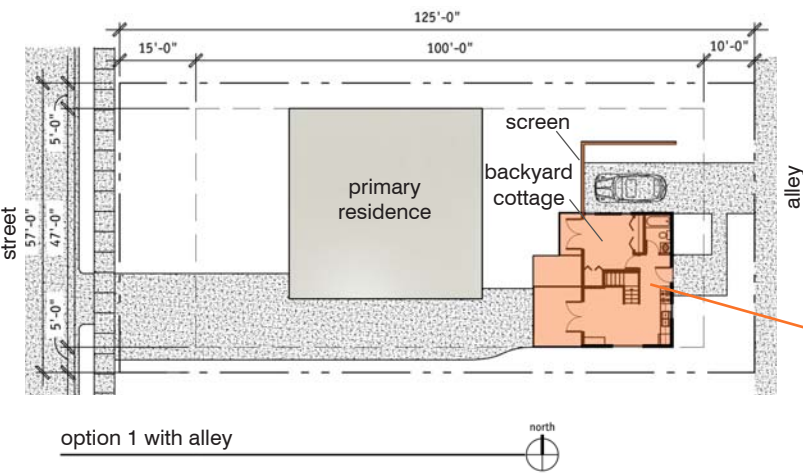 125'-0"
15'-0"
100'-0"
10'-0"
5'-0"
screen
backyard
cottage
primary
residence
street
57'-0"
47'-0"
alley
5'-0"
north
option 1 with alley